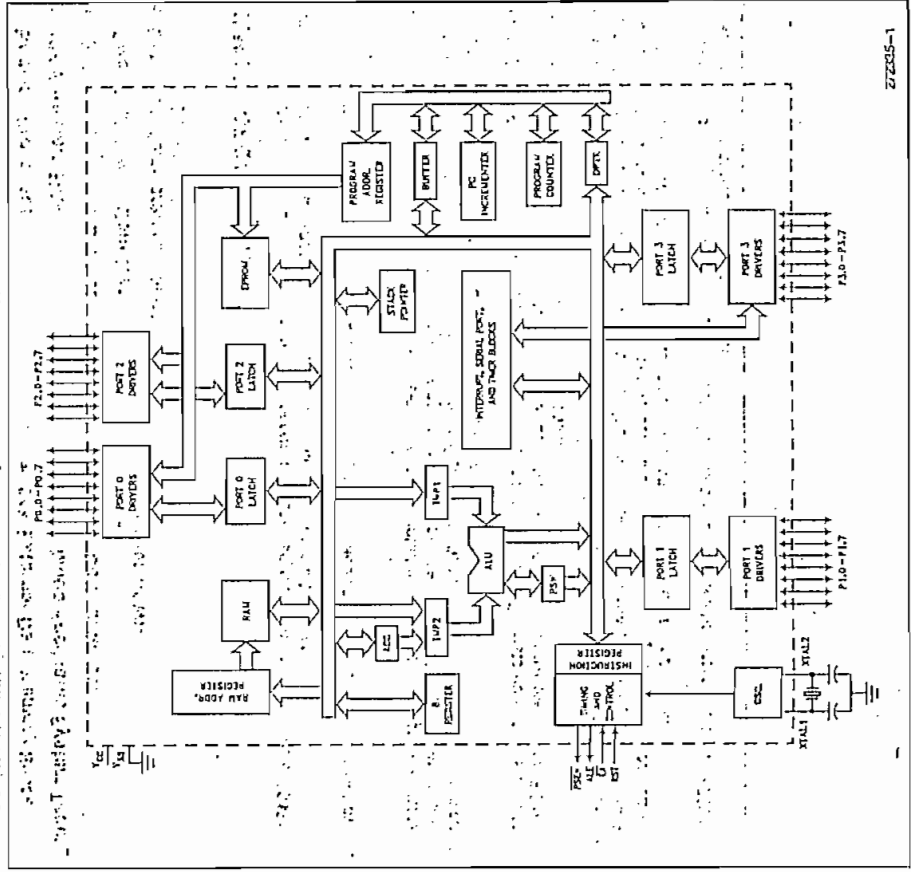 P0.0-P0.7
P2.0-P2.7
VCC
VSS
PORT 0
DRIVERS
PORT 2
DRIVERS
RAM ADDR.
REGISTER
RAM
PORT 0
LATCH
PORT 2
LATCH
EPROM
PROGRAM
ADDR.
REGISTER
B
REGISTER
ACC
TMP2
TMP1
STACK
POINTER
BUFFER
ALU
PC
INCREMENTER
PSW
INTERRUPT, SERIAL PORT,
AND TIMER BLOCKS
PROGRAM
COUNTER
PSEN
ALE
EA
RST
TIMING
AND
CONTROL
INSTRUCTION
REGISTER
DPTR
PORT 1
LATCH
PORT 3
LATCH
OSC.
PORT 1
DRIVERS
PORT 3
DRIVERS
XTAL1
XTAL2
P1.0-P1.7
P3.0-P3.7
272335-1